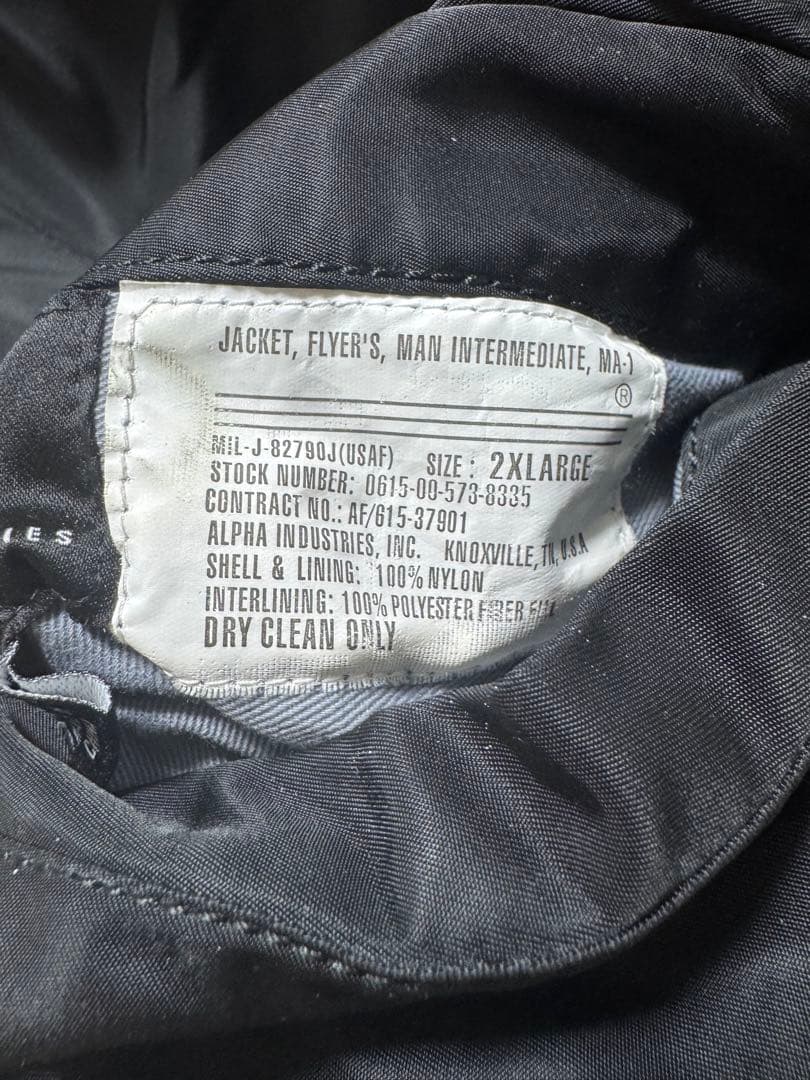 JACKET, FLYER'S, MAN INTERMEDIATE, MA-1
®
MIL-J-82790J(USAF) SIZE: 2XLARGE
STOCK NUMBER: 0615-00-573-8335
CONTRACT NO.: AF/615-37901
ALPHA INDUSTRIES, INC. KNOXVILLE, TN, U.S.A
SHELL & LINING: 100% NYLON
INTERLINING: 100% POLYESTER FIBER
DRY CLEAN ONLY
IES